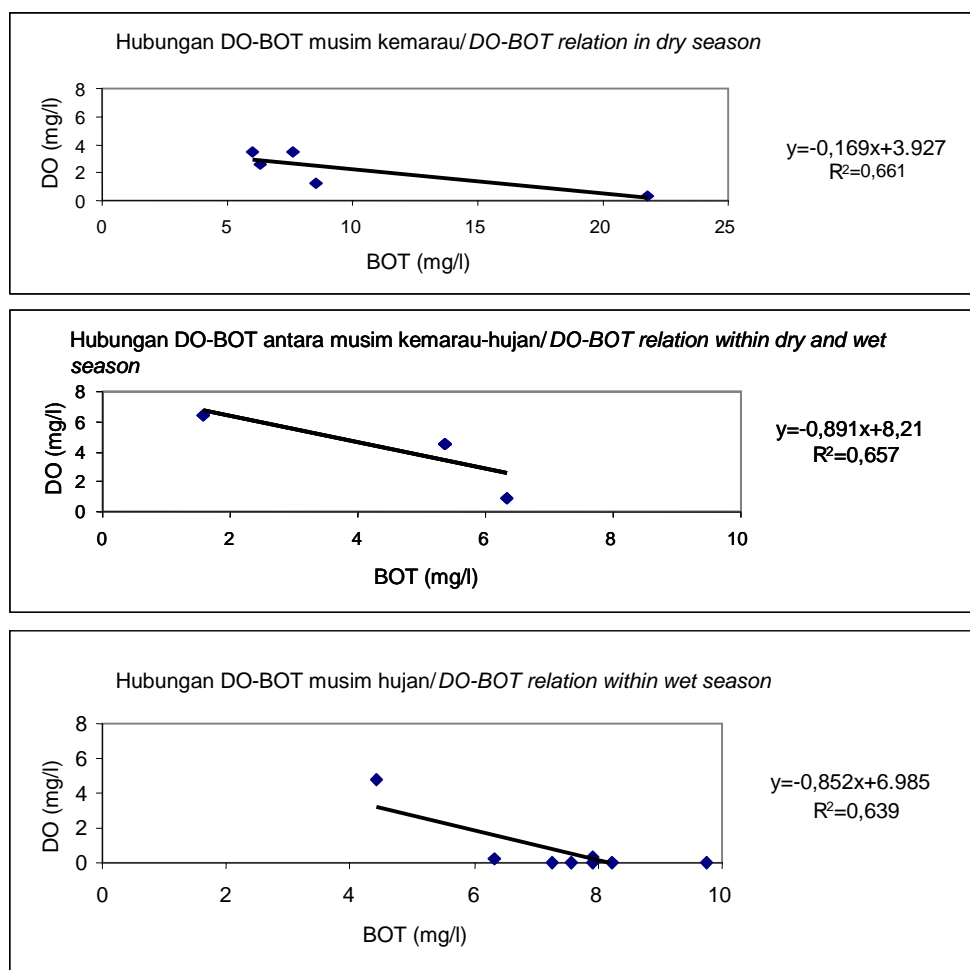 Hubungan DO-BOT musim kemarau/DO-BOT relation in dry season
8
6
4
2
0
DO (mg/l)
0 5 10 15 20 25
BOT (mg/l)
y=-0,169x+3.927
R²=0,661
Hubungan DO-BOT antara musim kemarau-hujan/DO-BOT relation within dry and wet
season
8
6
4
2
0
DO (mg/l)
0 2 4 6 8 10
BOT (mg/l)
y=-0,891x+8,21
R²=0,657
Hubungan DO-BOT musim hujan/DO-BOT relation within wet season
8
6
4
2
0
DO (mg/l)
0 2 4 6 8 10
BOT (mg/l)
y=-0,852x+6.985
R²=0,639